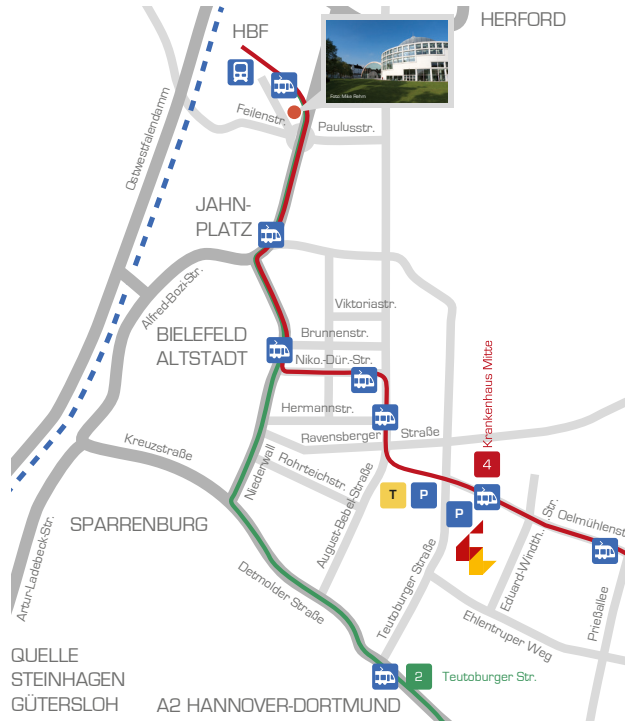 HERFORD
HBF
Foto: Mike Rehm
Feilenstr.
Paulusstr.
Ostwestfalendamm
JAHN-
PLATZ
Alfred-Bozi-Str.
Viktoriastr.
BIELEFELD
ALTSTADT
Brunnenstr.
Niko.-Dür.-Str.
Hermannstr.
Ravensberger Straße
Krankenhaus Mitte
4
Kreuzstraße
Niederwall
Rohrteichstr.
August-Bebel-Straße
T
P
P
Eduard-Windth. Str.
Oelmühlenst
SPARRENBURG
Artur-Ladebeck-Str.
Detmolder Straße
Teutoburger Straße
Ehlentruper Weg
Prießallee
QUELLE
STEINHAGEN
GÜTERSLOH
2
Teutoburger Str.
A2 HANNOVER-DORTMUND